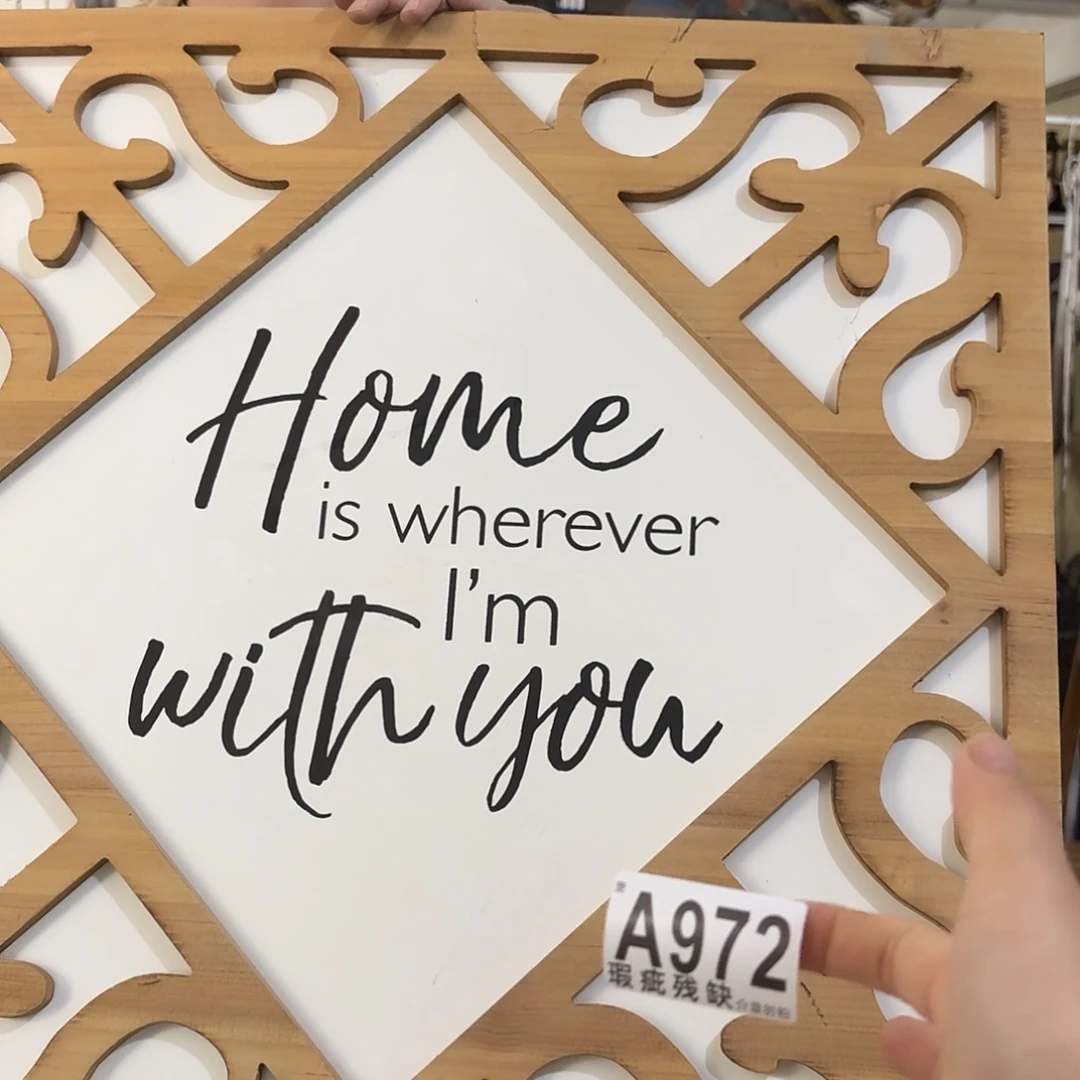 Home
is wherever
I'm
with you
A972
瑕疵残缺